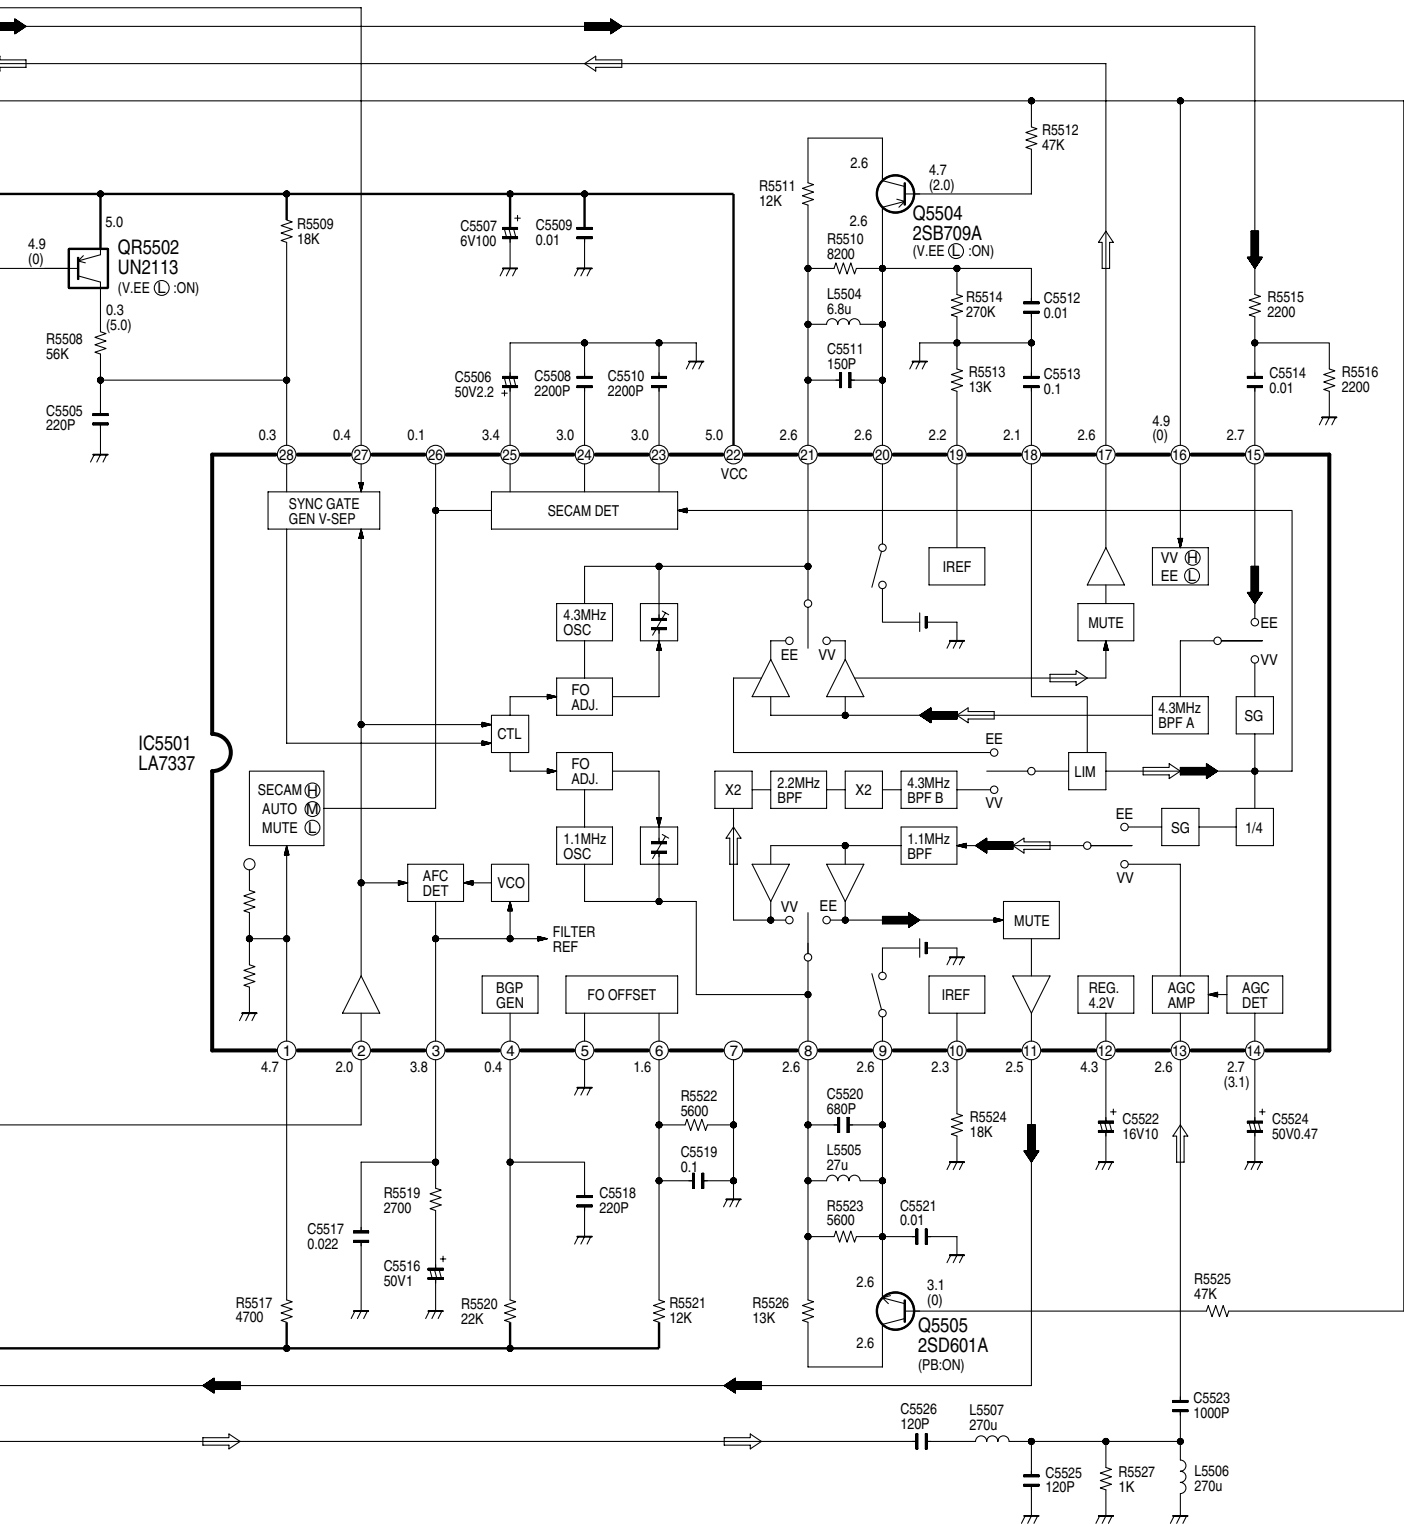 R5512
47K
2.6
4.7
(2.0)
R5511
12K
Q5504
2SB709A
(V.EE Ⓛ :ON)
2.6
5.0
4.9
(0)
QR5502
UN2113
(V.EE Ⓛ :ON)
R5509
18K
C5507
6V100
+
C5509
0.01
R5510
8200
L5504
6.8u
R5514
270K
C5512
0.01
R5515
2200
0.3
(5.0)
R5508
56K
C5511
150P
C5506
50V2.2
+
C5508
2200P
C5510
2200P
R5513
13K
C5513
0.1
C5514
0.01
R5516
2200
C5505
220P
0.3
0.4
0.1
3.4
3.0
3.0
5.0
2.6
2.6
2.2
2.1
2.6
4.9
(0)
2.7
28
27
26
25
24
23
22
21
20
19
18
17
16
15
VCC
SYNC GATE
GEN V-SEP
SECAM DET
IREF
VV Ⓗ
EE Ⓛ
4.3MHz
OSC
MUTE
EE
VV
EE
VV
FO
ADJ.
4.3MHz
BPF A
SG
CTL
IC5501
LA7337
EE
FO
ADJ.
LIM
SECAM Ⓗ
AUTO Ⓜ
MUTE Ⓛ
X2
2.2MHz
BPF
X2
4.3MHz
BPF B
VV
EE
SG
1/4
1.1MHz
OSC
1.1MHz
BPF
VV
AFC
DET
VCO
VV
EE
MUTE
FILTER
REF
BGP
GEN
FO OFFSET
IREF
REG.
4.2V
AGC
AMP
AGC
DET
1
2
3
4
5
6
7
8
9
10
11
12
13
14
4.7
2.0
3.8
0.4
1.6
2.6
2.6
2.3
2.5
4.3
2.6
2.7
(3.1)
R5522
5600
C5520
680P
R5524
18K
+
C5522
16V10
+
C5524
50V0.47
C5519
0.1
L5505
27u
R5519
2700
C5518
220P
R5523
5600
C5521
0.01
C5517
0.022
C5516
50V1
+
2.6
3.1
(0)
R5525
47K
R5517
4700
R5520
22K
R5521
12K
R5526
13K
Q5505
2SD601A
(PB:ON)
2.6
C5526
120P
L5507
270u
C5523
1000P
C5525
120P
R5527
1K
L5506
270u